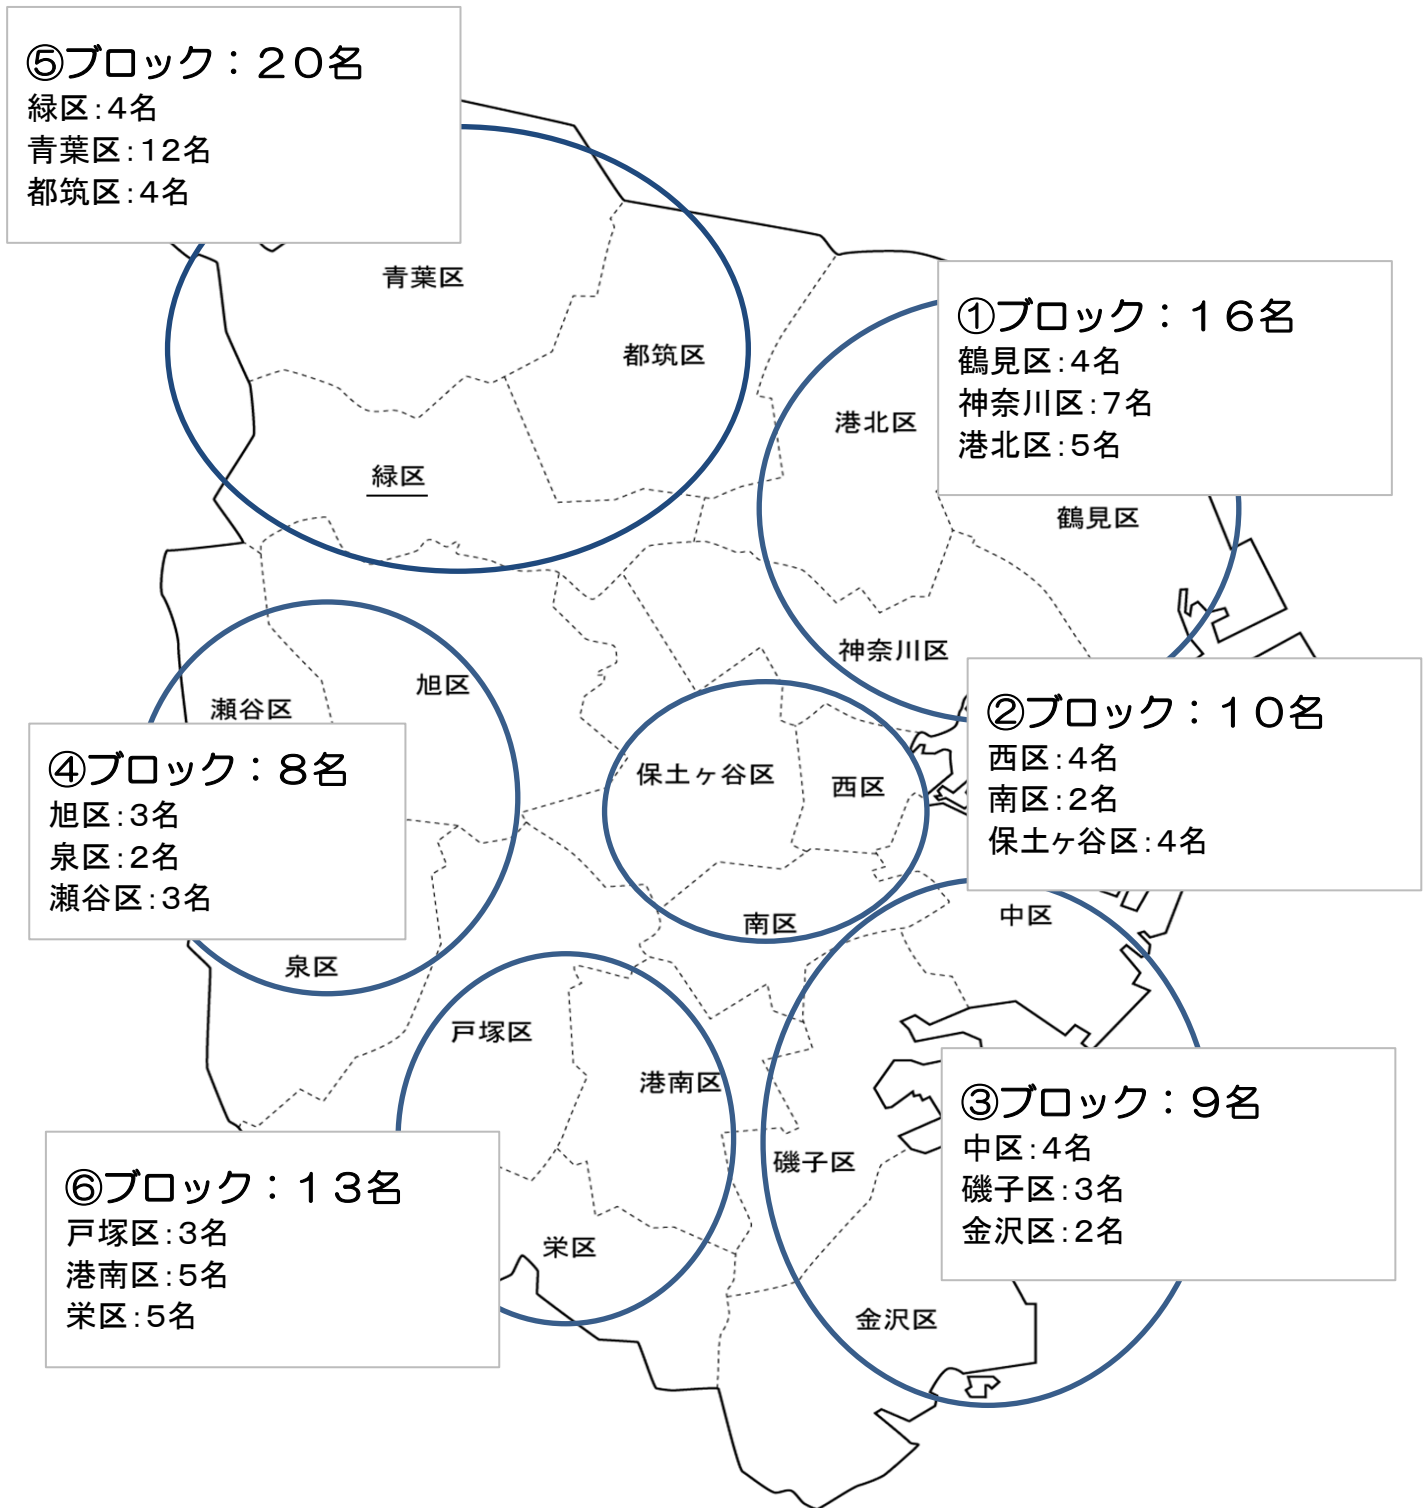 ⑤ブロック：２０名
緑区：４名
青葉区：１２名
都筑区：４名
青葉区
都筑区
緑区
①ブロック：１６名
鶴見区：４名
神奈川区：７名
港北区：５名
港北区
鶴見区
神奈川区
旭区
瀬谷区
④ブロック：８名
旭区：３名
泉区：２名
瀬谷区：３名
泉区
保土ヶ谷区
西区
南区
②ブロック：１０名
西区：４名
南区：２名
保土ヶ谷区：４名
中区
戸塚区
港南区
磯子区
③ブロック：９名
中区：４名
磯子区：３名
金沢区：２名
⑥ブロック：１３名
戸塚区：３名
港南区：５名
栄区：５名
栄区
金沢区